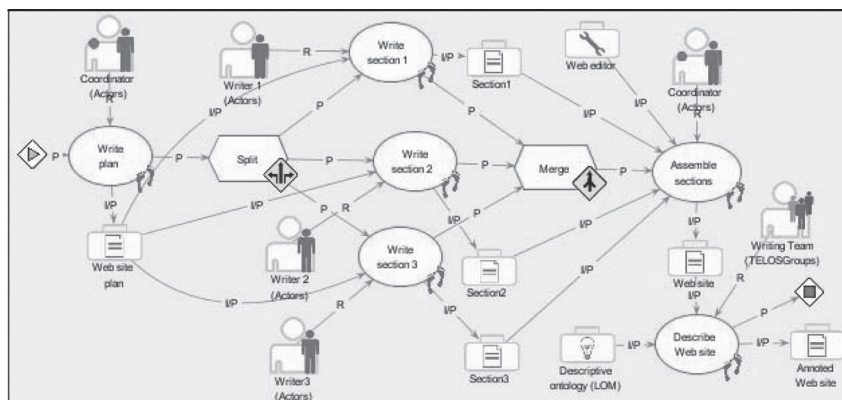 Coordinator
(Actors)
R
P
Write
plan
I/P
Web site
plan
P
Split
Writer 1
(Actors)
R
I/P
P
Write
section 1
I/P
Section1
I/P
P
I/P
P
Write
section 2
P
I/P
Section2
I/P
P
R
Writer 2
(Actors)
I/P
Write
section 3
P
I/P
Section3
I/P
R
Writer3
(Actors)
Merge
P
Web editor
I/P
Coordinator
(Actors)
R
Assemble
sections
I/P
Web site
I/P
Writing Team
(TELOSGroups)
R
Descriptive
ontology (LOM)
I/P
Describe
Web site
P
I/P
Annoted
Web site